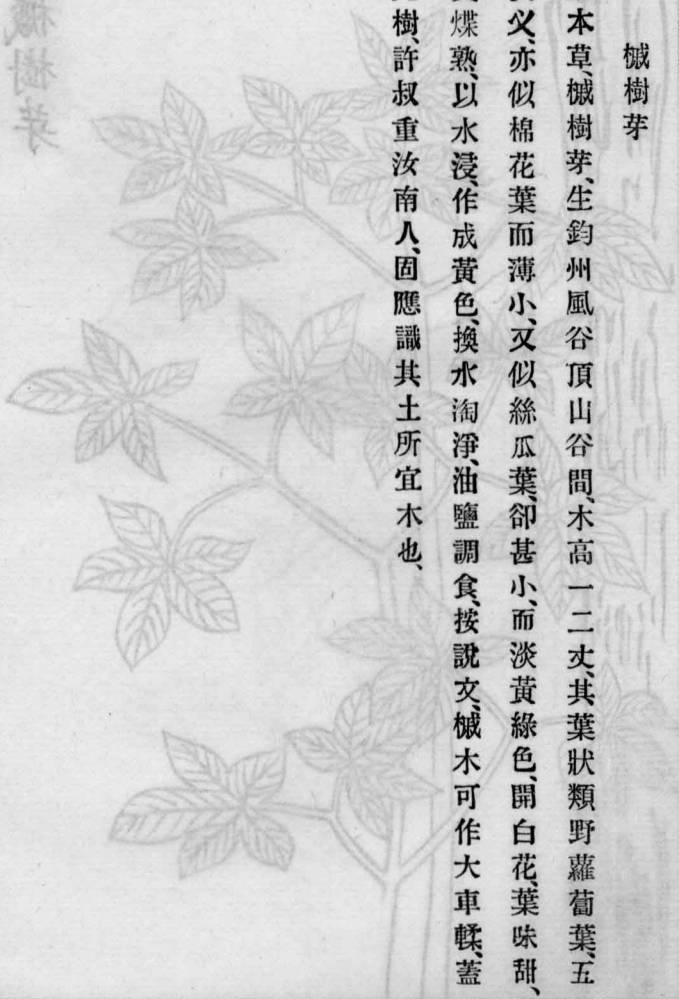 槭樹芽
本草、槭樹芽、生鈞州風谷頂山谷間、木高一二丈、其葉狀類野蘿蔔葉、五
义、亦似棉花葉而薄小、又似絲瓜葉、卻甚小、而淡黃綠色、開白花、葉味甜、
煠熟、以水浸、作成黃色、換水淘淨、油鹽調食、按說文、槭木可作大車輮、蓋
樹、許叔重汝南人、固應識其土所宜木也、
槭樹芽